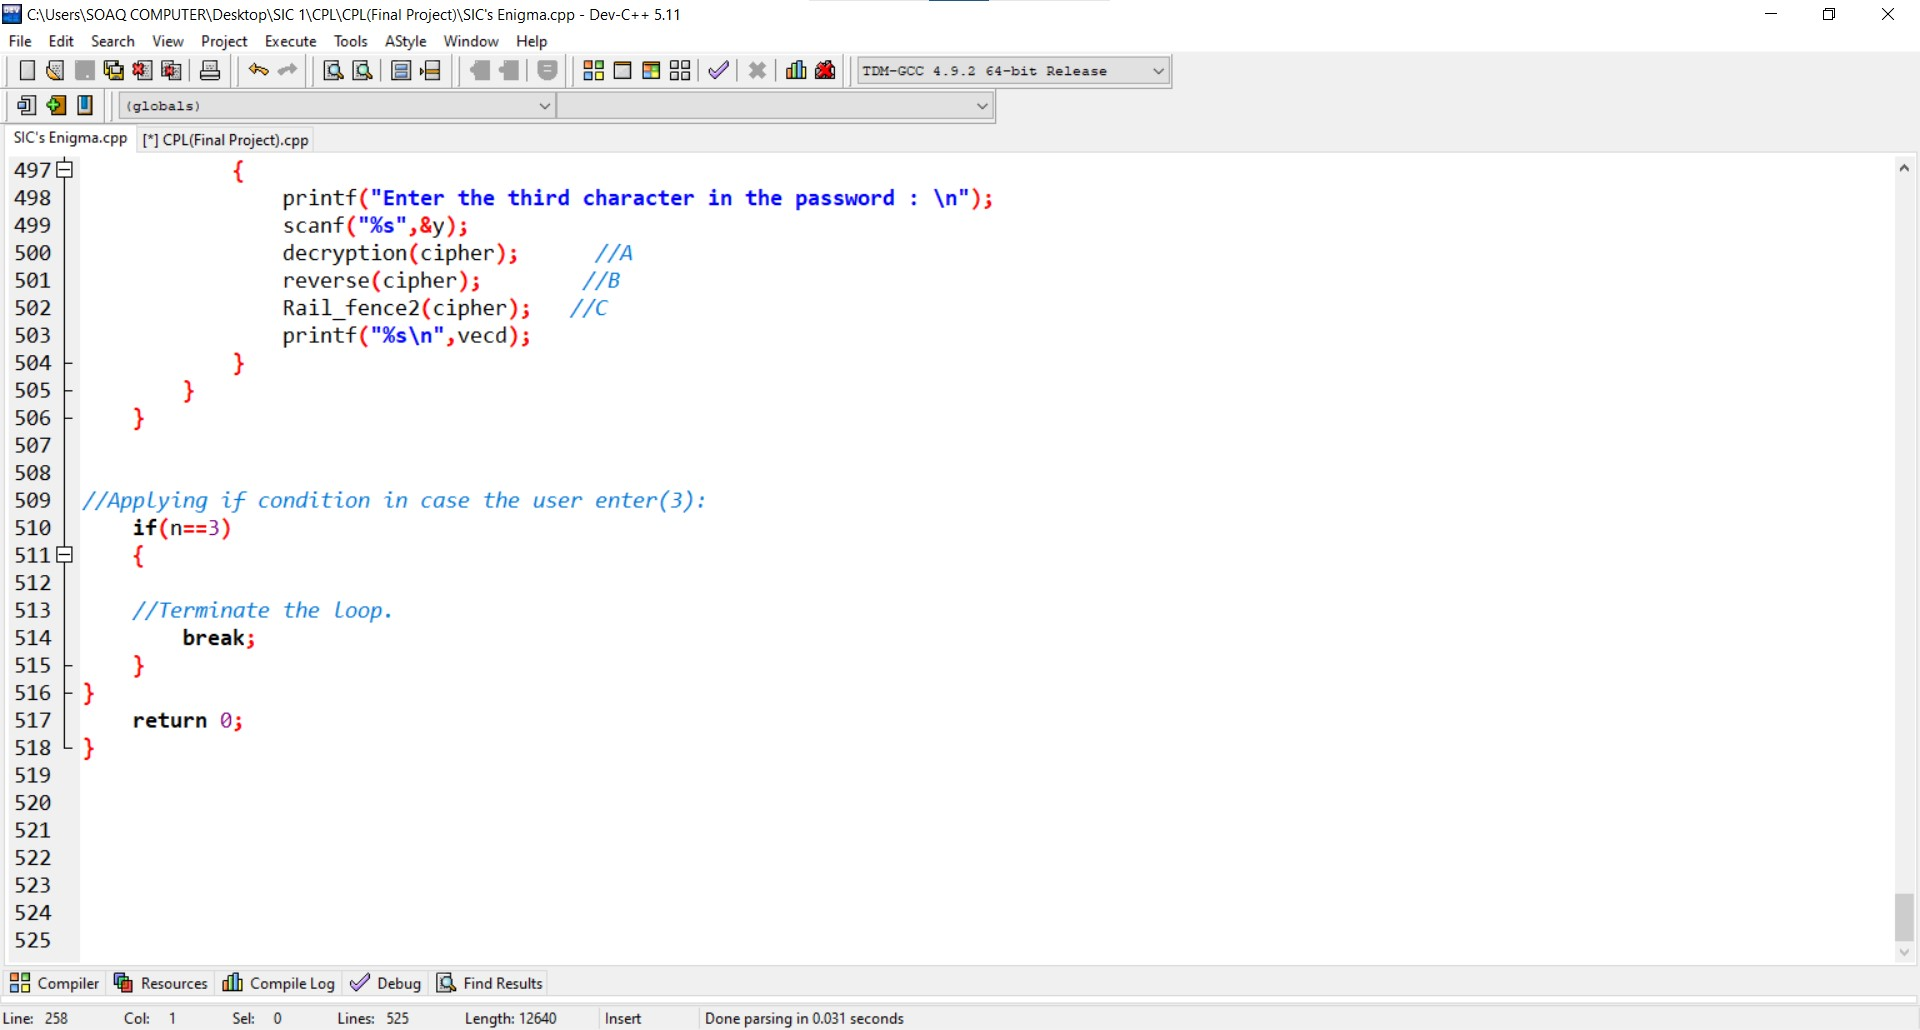 C:\Users\SOAQ COMPUTER\Desktop\SIC 1\CPL\CPL(Final Project)\SIC's Enigma.cpp - Dev-C++ 5.11
File Edit Search View Project Execute Tools AStyle Window Help
TDM-GCC 4.9.2 64-bit Release
(globals)
SIC's Enigma.cpp [*] CPL(Final Project).cpp
497 {
498 printf("Enter the third character in the password : \n");
499 scanf("%s",&y);
500 decryption(cipher); //A
501 reverse(cipher); //B
502 Rail_fence2(cipher); //C
503 printf("%s\n",vecd);
504 }
505 }
506 }
507
508
509 //Applying if condition in case the user enter(3):
510 if(n==3)
511 {
512
513 //Terminate the loop.
514 break;
515 }
516 }
517 return 0;
518 }
519
520
521
522
523
524
525
Compiler Resources Compile Log Debug Find Results
Line: 258 Col: 1 Sel: 0 Lines: 525 Length: 12640 Insert Done parsing in 0.031 seconds